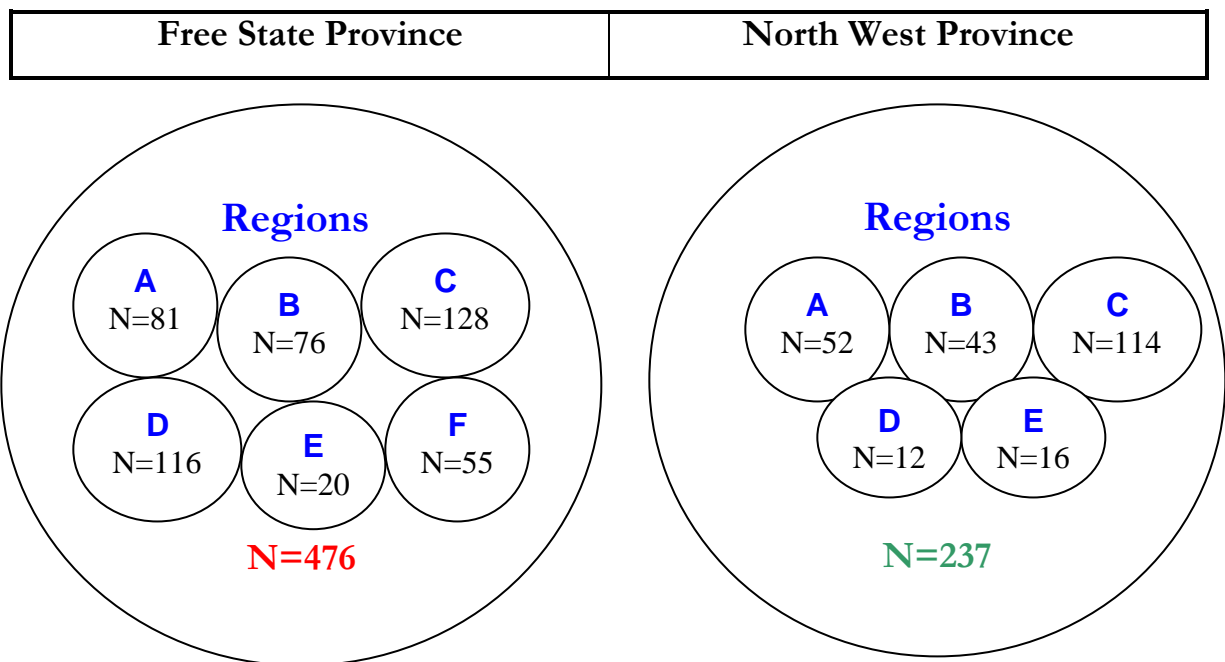 Free State Province
North West Province
Regions
A
N=81
B
N=76
C
N=128
D
N=116
E
N=20
F
N=55
N=476
Regions
A
N=52
B
N=43
C
N=114
D
N=12
E
N=16
N=237